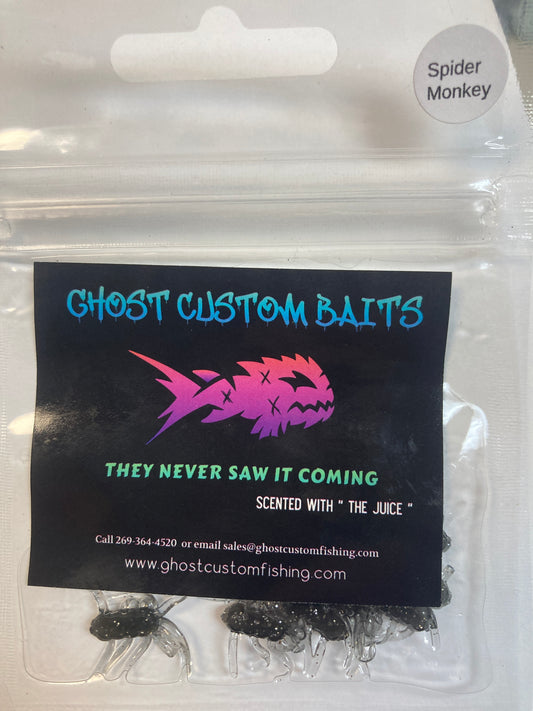 Spider
Monkey
GHOST CUSTOM BAITS
THEY NEVER SAW IT COMING
SCENTED WITH " THE JUICE "
Call 269-364-4520 or email sales@ghostcustomfishing.com
www.ghostcustomfishing.com